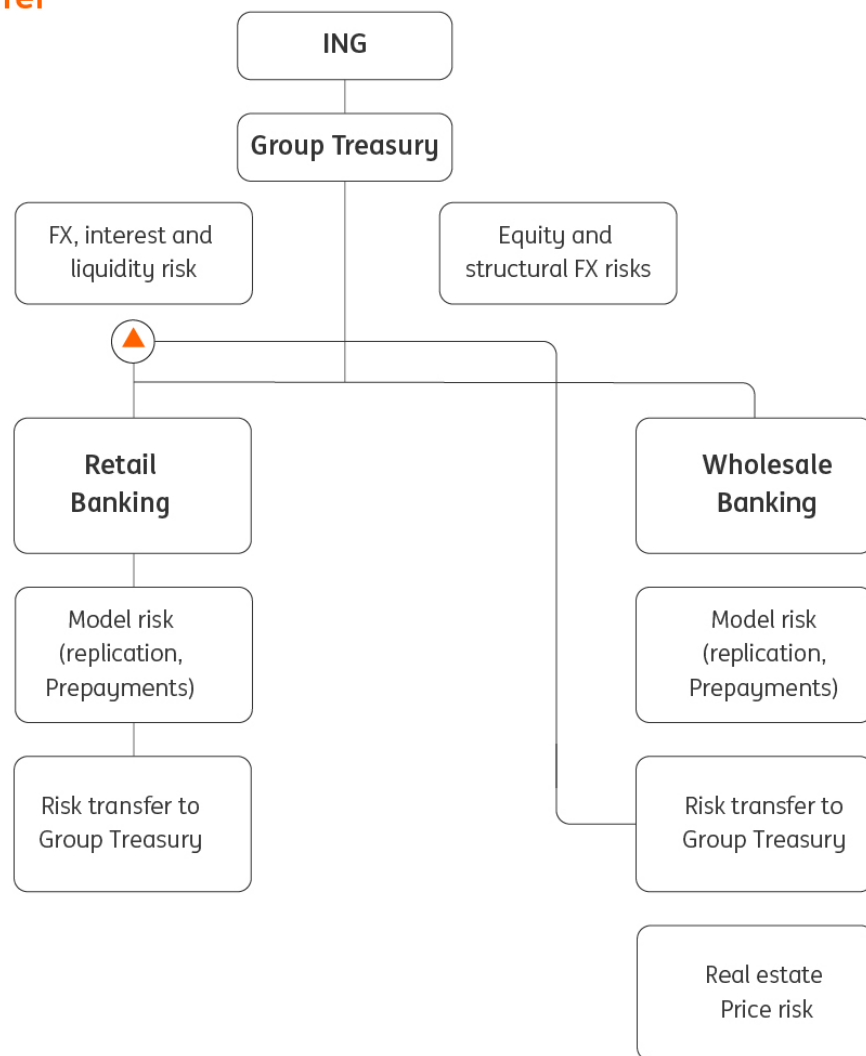 ING
Group Treasury
FX, interest and
liquidity risk
Equity and
structural FX risks
Retail
Banking
Wholesale
Banking
Model risk
(replication,
Prepayments)
Model risk
(replication,
Prepayments)
Risk transfer to
Group Treasury
Risk transfer to
Group Treasury
Real estate
Price risk